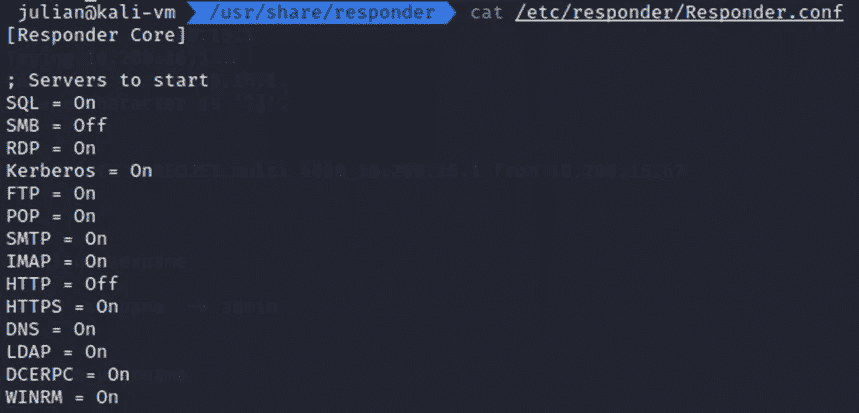 julian@kali-vm /usr/share/responder cat /etc/responder/Responder.conf
[Responder Core]
; Servers to start
SQL = On
SMB = Off
RDP = On
Kerberos = On
FTP = On
POP = On
SMTP = On
IMAP = On
HTTP = Off
HTTPS = On
DNS = On
LDAP = On
DCERPC = On
WINRM = On